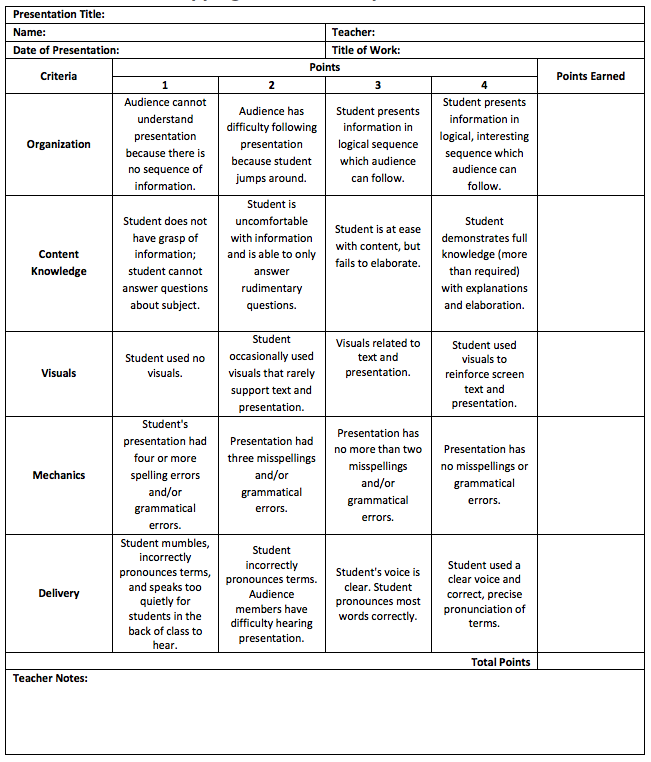 Presentation Title:
Name:
Teacher:
Date of Presentation:
Title of Work:
Criteria
Points
Points Earned
1
2
3
4
Organization
Audience cannot
understand
presentation
because there is
no sequence of
information.
Audience has
difficulty following
presentation
because student
jumps around.
Student presents
information in
logical sequence
which audience
can follow.
Student presents
information in
logical, interesting
sequence which
audience can
follow.
Content
Knowledge
Student does not
have grasp of
information;
student cannot
answer questions
about subject.
Student is
uncomfortable
with information
and is able to only
answer
rudimentary
questions.
Student is at ease
with content, but
fails to elaborate.
Student
demonstrates full
knowledge (more
than required)
with explanations
and elaboration.
Visuals
Student used no
visuals.
Student
occasionally used
visuals that rarely
support text and
presentation.
Visuals related to
text and
presentation.
Student used
visuals to
reinforce screen
text and
presentation.
Mechanics
Student's
presentation had
four or more
spelling errors
and/or
grammatical
errors.
Presentation had
three misspellings
and/or
grammatical
errors.
Presentation has
no more than two
misspellings
and/or
grammatical
errors.
Presentation has
no misspellings or
grammatical
errors.
Delivery
Student mumbles,
incorrectly
pronounces terms,
and speaks too
quietly for
students in the
back of class to
hear.
Student
incorrectly
pronounces terms.
Audience
members have
difficulty hearing
presentation.
Student's voice is
clear. Student
pronounces most
words correctly.
Student used a
clear voice and
correct, precise
pronunciation of
terms.
Total Points
Teacher Notes: